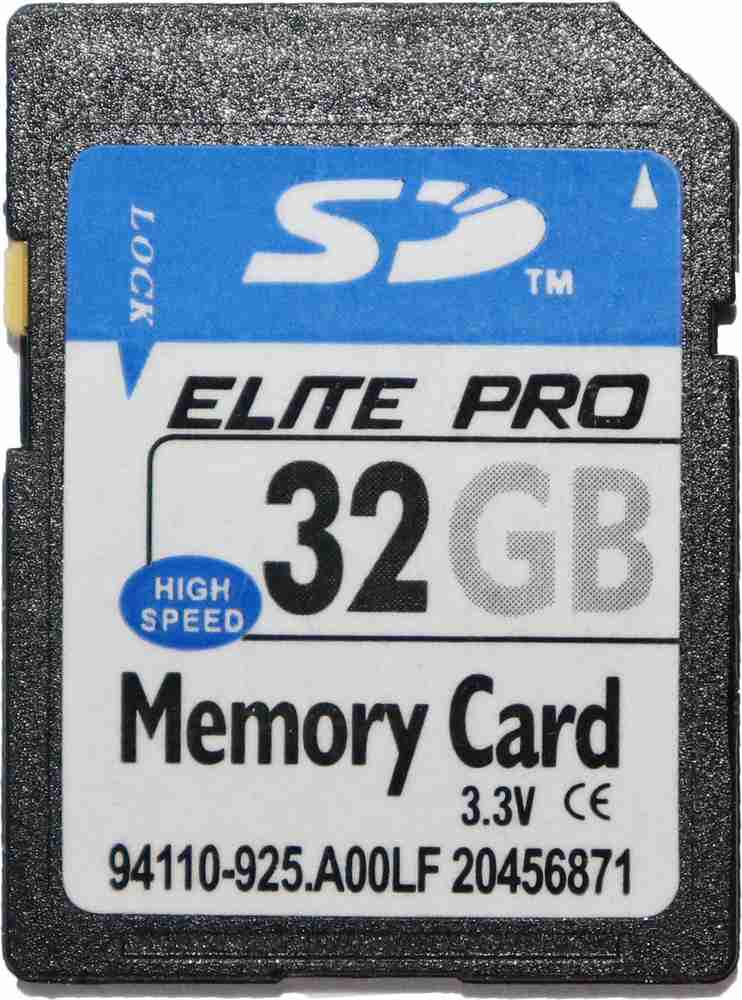 SD
TM
LOCK
ELITE PRO
32GB
HIGH
SPEED
Memory Card
3.3V CE
94110-925.A00LF 20456871